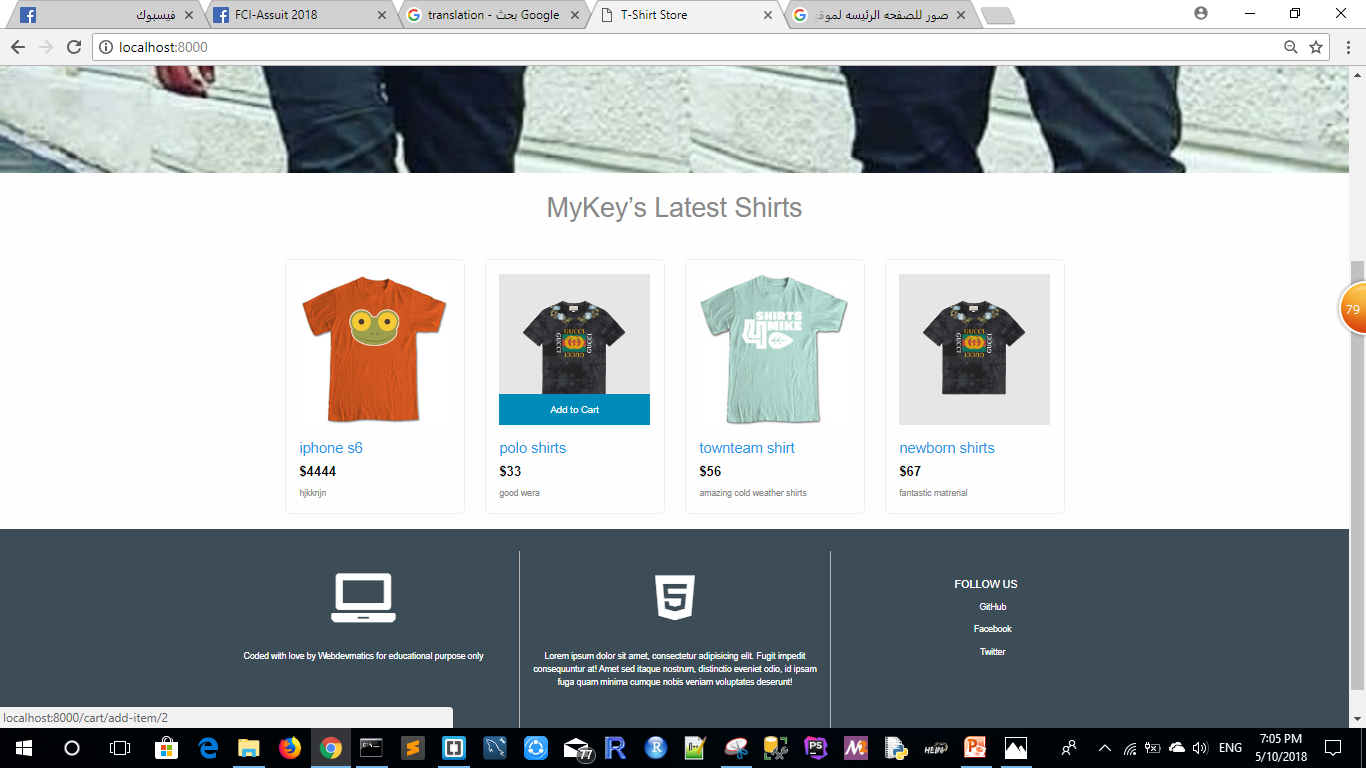 فيسبوك
FCI-Assuit 2018
translation - بحث Google
T-Shirt Store
صور للصفحه الرئيسه لموقع
localhost:8000
MyKey's Latest Shirts
SHIRTS
4 MIKE
GUCCI
GUCCI
Add to Cart
iphone s6
polo shirts
townteam shirt
newborn shirts
$4444
$33
$56
$67
hjkknjn
good wera
amazing cold weather shirts
fantastic matrerial
79
FOLLOW US
GitHub
Facebook
Twitter
Coded with love by Webdevmatics for educational purpose only
Lorem ipsum dolor sit amet, consectetur adipisicing elit. Fugit impedit
consequuntur at! Amet sed itaque nostrum, distinctio eveniet odio, id ipsam
fuga quam minima cumque nobis veniam voluptates deserunt!
localhost:8000/cart/add-item/2
77
ENG
7:05 PM
5/10/2018